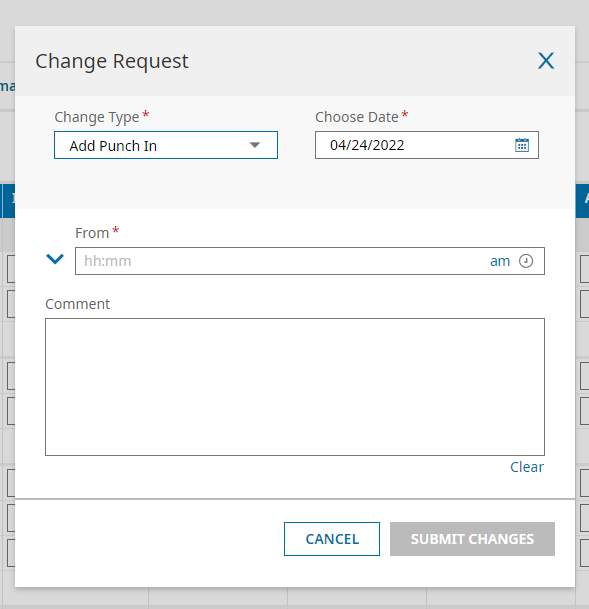 Change Request
X
Change Type * Choose Date *
Add Punch In 04/24/2022
From *
hh:mm am
Comment
Clear
CANCEL SUBMIT CHANGES